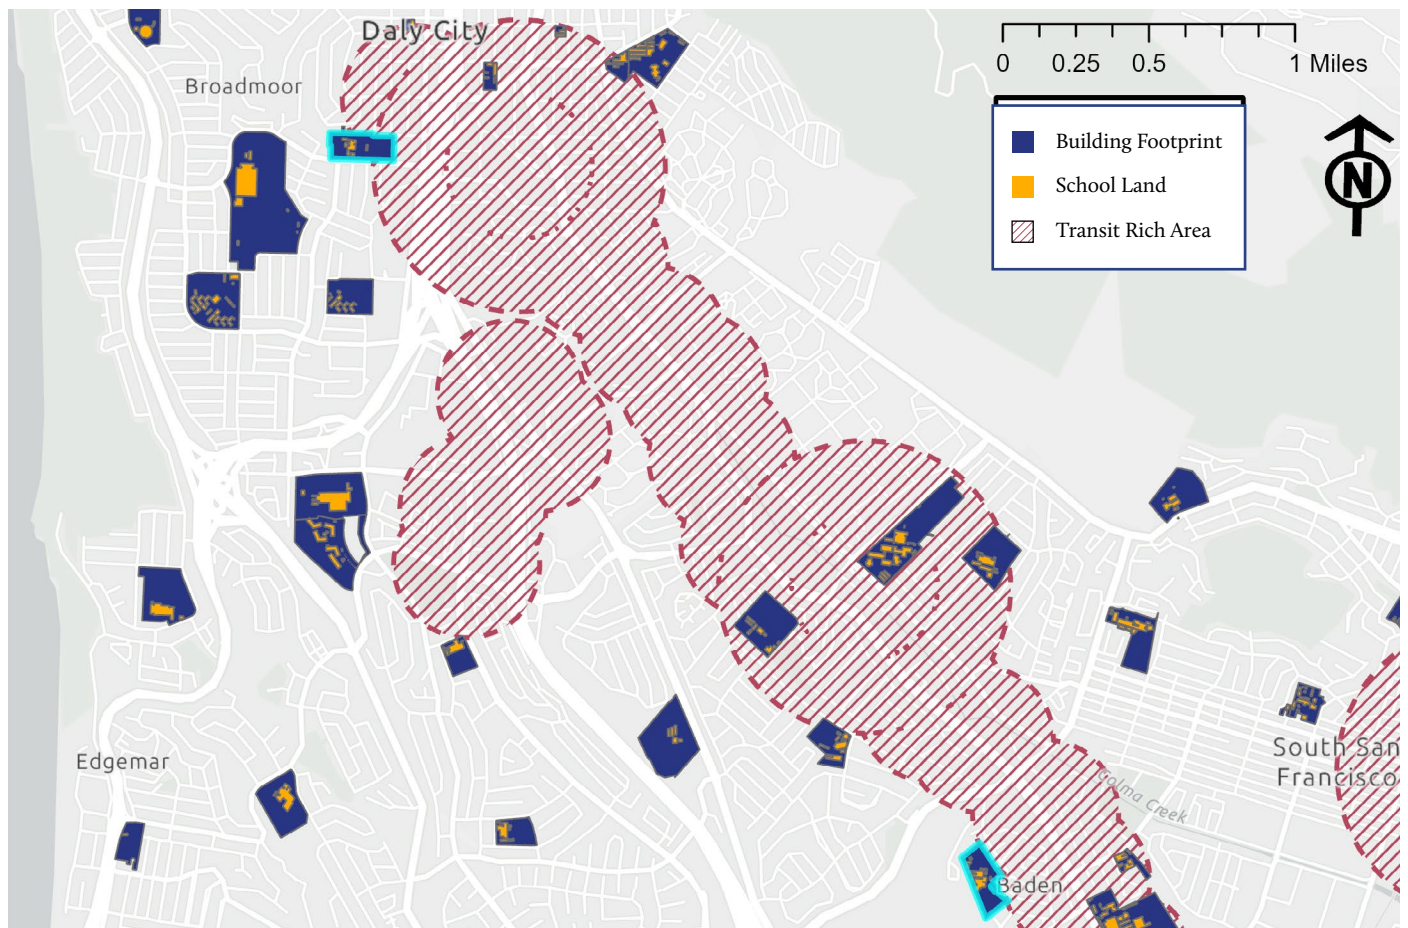 Daly City
Broadmoor
0 0.25 0.5 1 Miles
Building Footprint
School Land
Transit Rich Area
N
Edgemar
South San
Francisco
Colma Creek
Baden